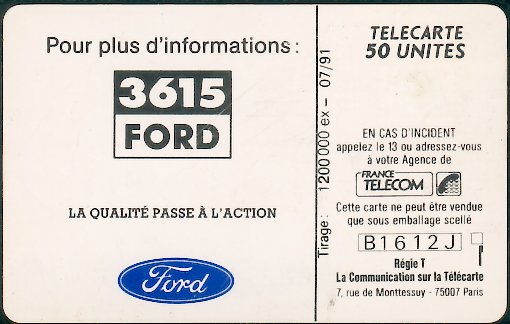 Pour plus d'informations :
3615
FORD
LA QUALITÉ PASSE À L'ACTION
Ford
Tirage : 1200000 ex - 07/91
TELECARTE
50 UNITES
EN CAS D'INCIDENT
appelez le 13 ou adressez-vous
à votre Agence de
FRANCE
TELECOM
Cette carte ne peut être vendue
que sous emballage scellé
B1612J
Régie T
La Communication sur la Télécarte
7, rue de Monttessuy - 75007 Paris